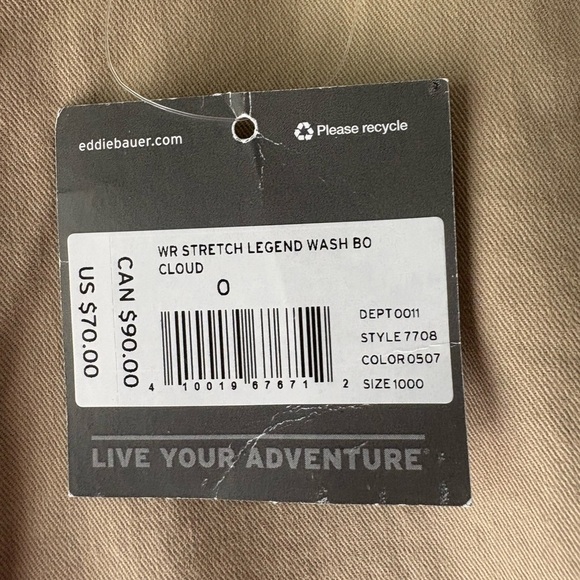 eddiebauer.com
Please recycle
WR STRETCH LEGEND WASH BO
CLOUD
0
CAN $90.00
US $70.00
DEPT 0011
STYLE 7708
COLOR 0507
SIZE 1000
4 10019 67671 2
LIVE YOUR ADVENTURE®